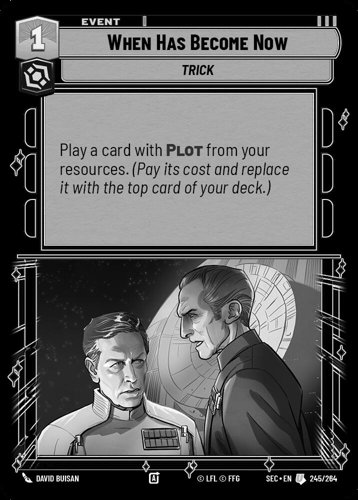 EVENT
1
WHEN HAS BECOME NOW
TRICK
Play a card with PLOT from your
resources. (Pay its cost and replace
it with the top card of your deck.)
DAVID BUISAN
© LFL © FFG
SEC • EN
245/264